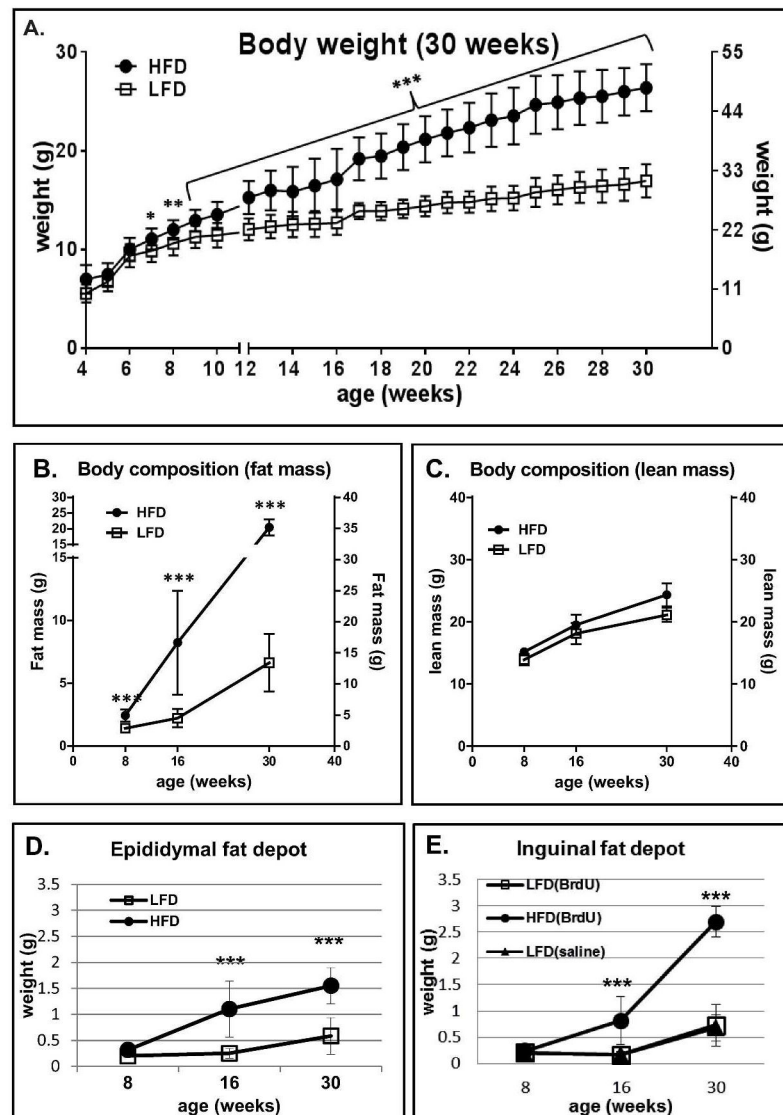 A.
Body weight (30 weeks)
HFD
LFD
***
*
**
30
20
10
0
weight (g)
55
44
33
22
11
0
weight (g)
4 6 8 10 12 14 16 18 20 22 24 26 28 30
age (weeks)
B. Body composition (fat mass)
HFD
LFD
***
***
***
30
25
20
15
10
15
10
5
0
Fat mass (g)
40
35
30
25
20
15
10
5
0
Fat mass (g)
0 8 16 30 40
age (weeks)
C. Body composition (lean mass)
HFD
LFD
40
30
20
10
0
lean mass (g)
40
30
20
10
0
lean mass (g)
0 8 16 30 40
age (weeks)
D. Epididymal fat depot
LFD
HFD
***
***
3.5
3
2.5
2
1.5
1
0.5
0
weight (g)
8 16 30
age (weeks)
E. Inguinal fat depot
LFD(BrdU)
HFD(BrdU)
LFD(saline)
***
***
3.5
3
2.5
2
1.5
1
0.5
0
weight (g)
8 16 30
age (weeks)